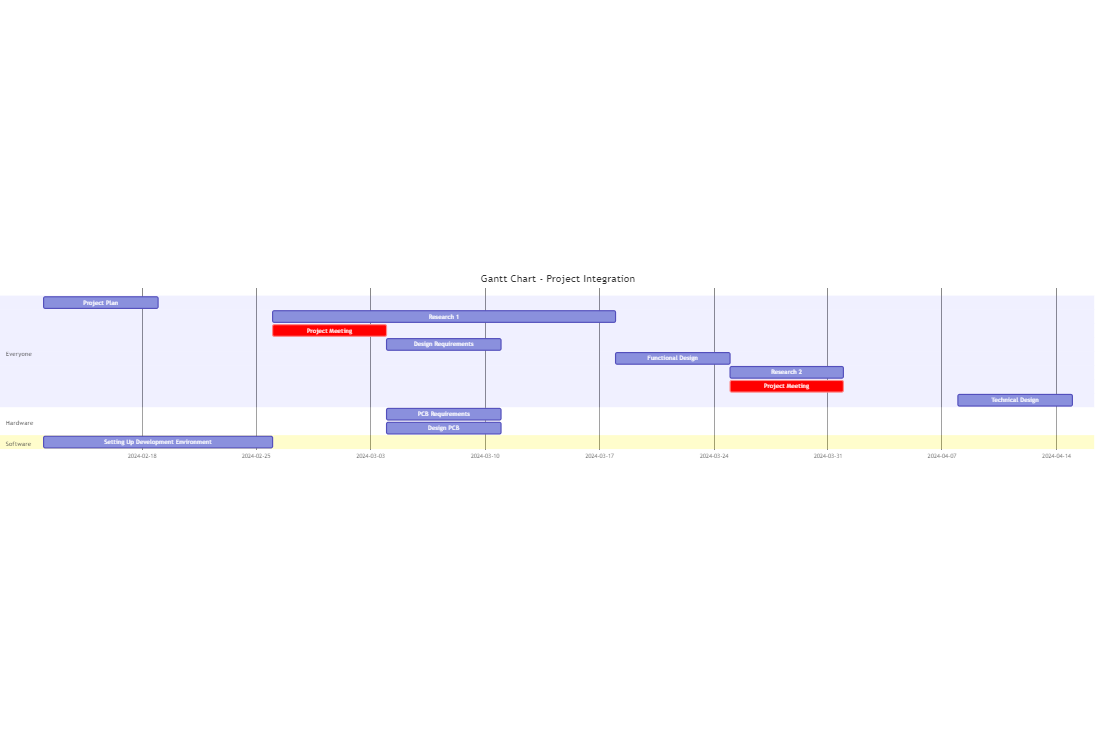 Gantt Chart - Project Integration
Project Plan
Research 1
Project Meeting
Design Requirements
Everyone
Functional Design
Research 2
Project Meeting
Technical Design
PCB Requirements
Hardware
Design PCB
Software
Setting Up Development Environment
2024-02-18 2024-02-25 2024-03-03 2024-03-10 2024-03-17 2024-03-24 2024-03-31 2024-04-07 2024-04-14